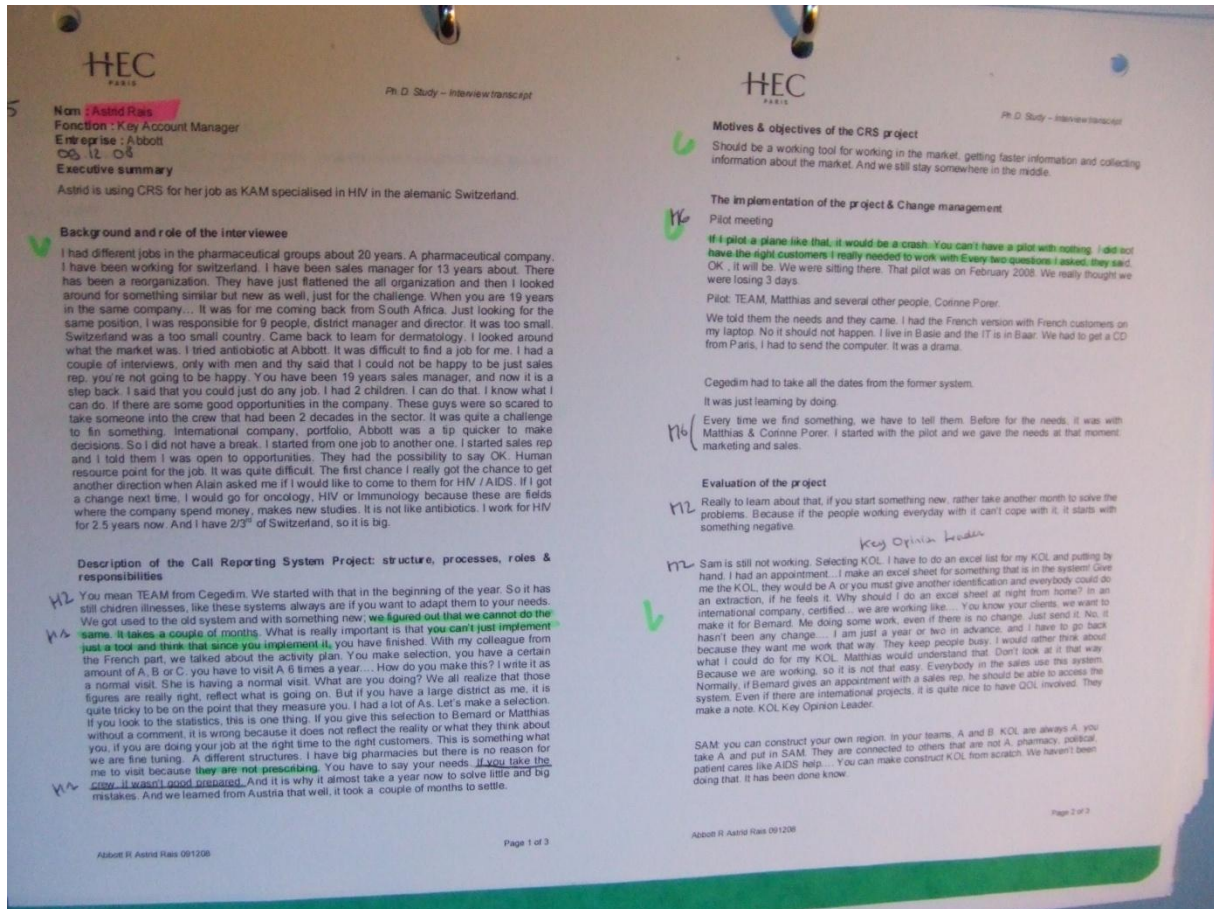 HEC
PARIS
Ph. D. Study – Interview transcript
5
Nom : Astrid Rais
Fonction : Key Account Manager
Entreprise : Abbott
09.12.08
Executive summary
Astrid is using CRS for her job as KAM specialised in HIV in the alemanic Switzerland.
Background and role of the interviewee
I had different jobs in the pharmaceutical groups about 20 years. A pharmaceutical company.
I have been working for switzerland. I have been sales manager for 13 years about. There
has been a reorganization. They have just flattened the all organization and then I looked
around for something similar but new as well, just for the challenge. When you are 19 years
in the same company… It was for me coming back from South Africa. Just looking for the
same position, I was responsible for 9 people, district manager and director. It was too small.
Switzerland was a too small country. Came back to team for dermatology. I looked around
what the market was. I tried antiobiotic at Abbott. It was difficult to find a job for me. I had a
couple of interviews, only with men and thy said that I could not be happy to be just sales
rep, you're not going to be happy. You have been 19 years sales manager, and now it is a
step back. I said that you could just do any job. I had 2 children. I can do that. I know what I
can do. If there are some good opportunities in the company. These guys were so scared to
take someone into the crew that had been 2 decades in the sector. It was quite a challenge
to fin something. International company, portfolio, Abbott was a tip quicker to make
decisions. So I did not have a break. I started from one job to another one. I started sales rep
and I told them I was open to opportunities. They had the possibility to say OK. Human
resource point for the job. It was quite difficult. The first chance I really got the chance to get
another direction when Alain asked me if I would like to come to them for HIV / AIDS. If I got
a change next time, I would go for oncology, HIV or Immunology because these are fields
where the company spend money, makes new studies. It is not like antibiotics. I work for HIV
for 2.5 years now. And I have 2/3rd of Switzerland, so it is big.
Description of the Call Reporting System Project: structure, processes, roles &
responsibilities
H2 You mean TEAM from Cegedim. We started with that in the beginning of the year. So it has
still chidren illnesses, like these systems always are if you want to adapt them to your needs.
We got used to the old system and with something new, we figured out that we cannot do the
same. It takes a couple of months. What is really important is that you can't just implement
just a tool and think that since you implement it, you have finished. With my colleague from
the French part, we talked about the activity plan. You make selection, you have a certain
amount of A, B or C. you have to visit A 6 times a year…. How do you make this? I write it as
a normal visit. She is having a normal visit. What are you doing? We all realize that those
figures are really right, reflect what is going on. But if you have a large district as me, it is
quite tricky to be on the point that they measure you. I had a lot of As. Let's make a selection.
If you look to the statistics, this is one thing. If you give this selection to Bernard or Matthias
without a comment, it is wrong because it does not reflect the reality or what they think about
you, if you are doing your job at the right time to the right customers. This is something what
we are fine tuning. A different structures. I have big pharmacies but there is no reason for
me to visit because they are not prescribing. You have to say your needs. If you take the
crew, it wasn't good prepared. And it is why it almost take a year now to solve little and big
mistakes. And we learned from Austria that well, it took a couple of months to settle.
Page 1 of 3
Abbott R Astrid Rais 091208
HEC
PARIS
Ph. D. Study – Interview transcript
Motives & objectives of the CRS project
Should be a working tool for working in the market, getting faster information and collecting
information about the market. And we still stay somewhere in the middle.
The implementation of the project & Change management
Pilot meeting
If I pilot a plane like that, it would be a crash. You can't have a pilot with nothing. I did not
have the right customers I really needed to work with Every two questions I asked, they said,
OK , it will be. We were sitting there. That pilot was on February 2008. We really thought we
were losing 3 days.
Pilot: TEAM, Matthias and several other people, Corinne Porer.
We told them the needs and they came. I had the French version with French customers on
my laptop. No it should not happen. I live in Basle and the IT is in Baar. We had to get a CD
from Paris, I had to send the computer. It was a drama.
Cegedim had to take all the dates from the former system.
It was just learning by doing.
Every time we find something, we have to tell them. Before for the needs, it was with
Matthias & Corinne Porer. I started with the pilot and we gave the needs at that moment:
marketing and sales.
Evaluation of the project
Really to learn about that, if you start something new, rather take another month to solve the
problems. Because if the people working everyday with it can't cope with it, it starts with
something negative.
Key Opinion Leader
Sam is still not working. Selecting KOL. I have to do an excel list for my KOL and putting by
hand. I had an appointment…I make an excel sheet for something that is in the system! Give
me the KOL, they would be A or you must give another identification and everybody could do
an extraction, if he feels it. Why should I do an excel sheet at night from home? In an
international company, certified… we are working like…. You know your clients, we want to
make it for Bernard. Me doing some work, even if there is no change. Just send it. No, it
hasn't been any change…. I am just a year or two in advance, and I have to go back
because they want me work that way. They keep people busy. I would rather think about
what I could do for my KOL. Matthias would understand that. Don't look at it that way.
Because we are working, so it is not that easy. Everybody in the sales use this system.
Normally, if Bernard gives an appointment with a sales rep, he should be able to access the
system. Even if there are international projects, it is quite nice to have QOL involved. They
make a note. KOL Key Opinion Leader.
SAM you can construct your own region. In your teams, A and B. KOL are always A. you
take A and put in SAM. They are connected to others that are not A, pharmacy, political,
patient cares like AIDS help…. You can make construct KOL from scratch. We haven't been
doing that. It has been done know.
Page 2 of 3
Abbott R Astrid Rais 091208